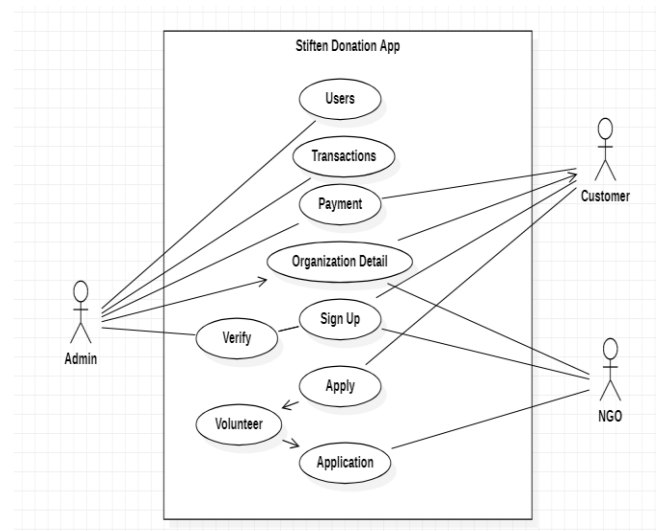 Stiften Donation App
Users
Transactions
Payment
Customer
Organization Detail
Sign Up
Verify
Admin
Apply
NGO
Volunteer
Application